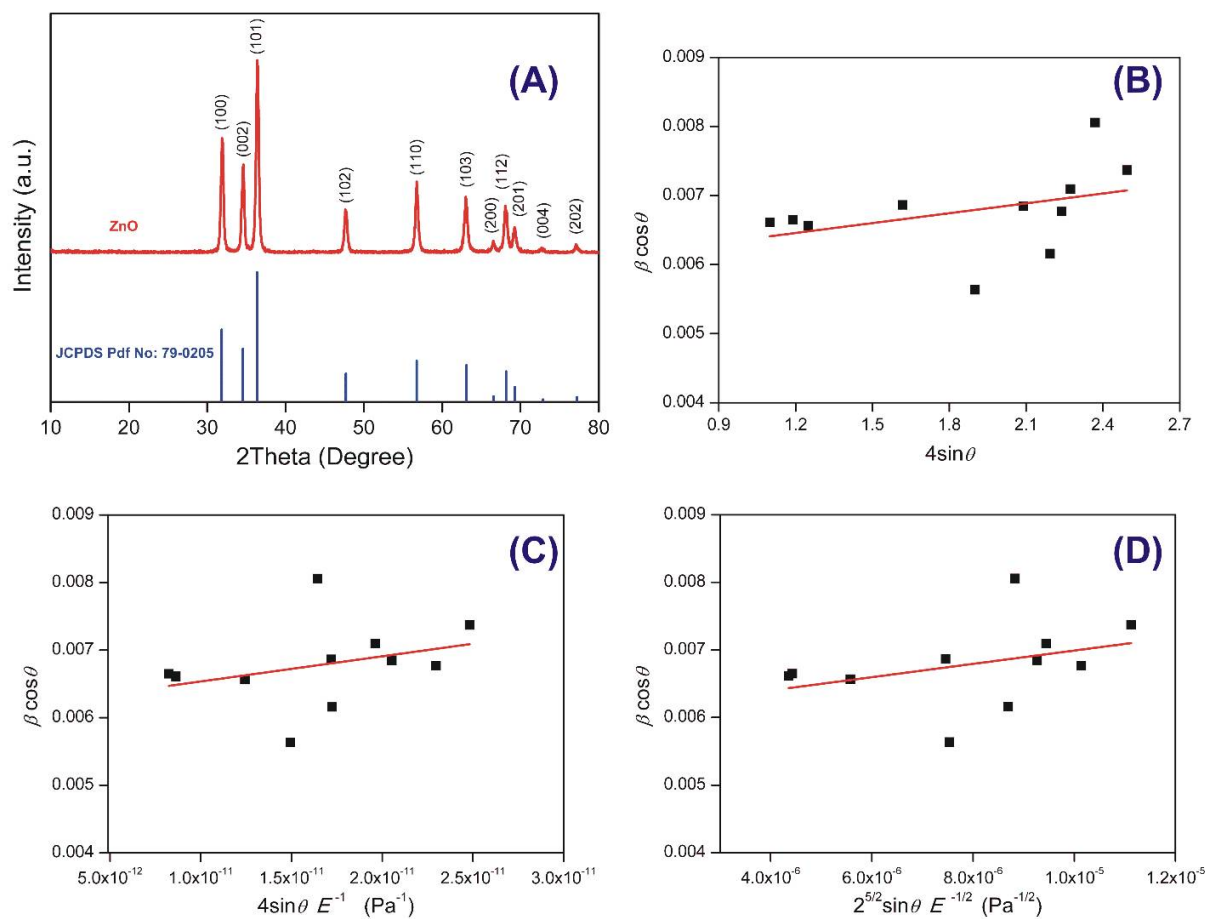 (A)
Intensity (a.u.)
(100)
(002)
(101)
(102)
(110)
(103)
(200)
(112)
(201)
(004)
(202)
ZnO
JCPDS Pdf No: 79-0205
10 20 30 40 50 60 70 80
2Theta (Degree)
(B)
β cosθ
0.009
0.008
0.007
0.006
0.005
0.004
0.9 1.2 1.5 1.8 2.1 2.4 2.7
4sinθ
(C)
β cosθ
0.009
0.008
0.007
0.006
0.005
0.004
5.0x10⁻¹² 1.0x10⁻¹¹ 1.5x10⁻¹¹ 2.0x10⁻¹¹ 2.5x10⁻¹¹ 3.0x10⁻¹¹
4sinθ E⁻¹ (Pa⁻¹)
(D)
β cosθ
0.009
0.008
0.007
0.006
0.005
0.004
4.0x10⁻⁶ 6.0x10⁻⁶ 8.0x10⁻⁶ 1.0x10⁻⁵ 1.2x10⁻⁵
2⁵ᐟ²sinθ E⁻¹ᐟ² (Pa⁻¹ᐟ²)